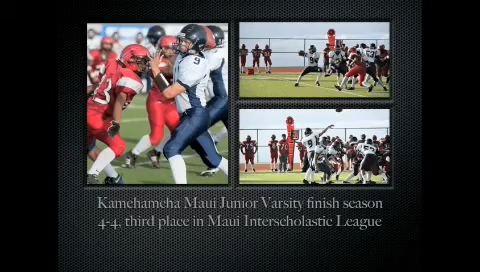 Kamehameha Maui Junior Varsity finish season
4-4, third place in Maui Interscholastic League